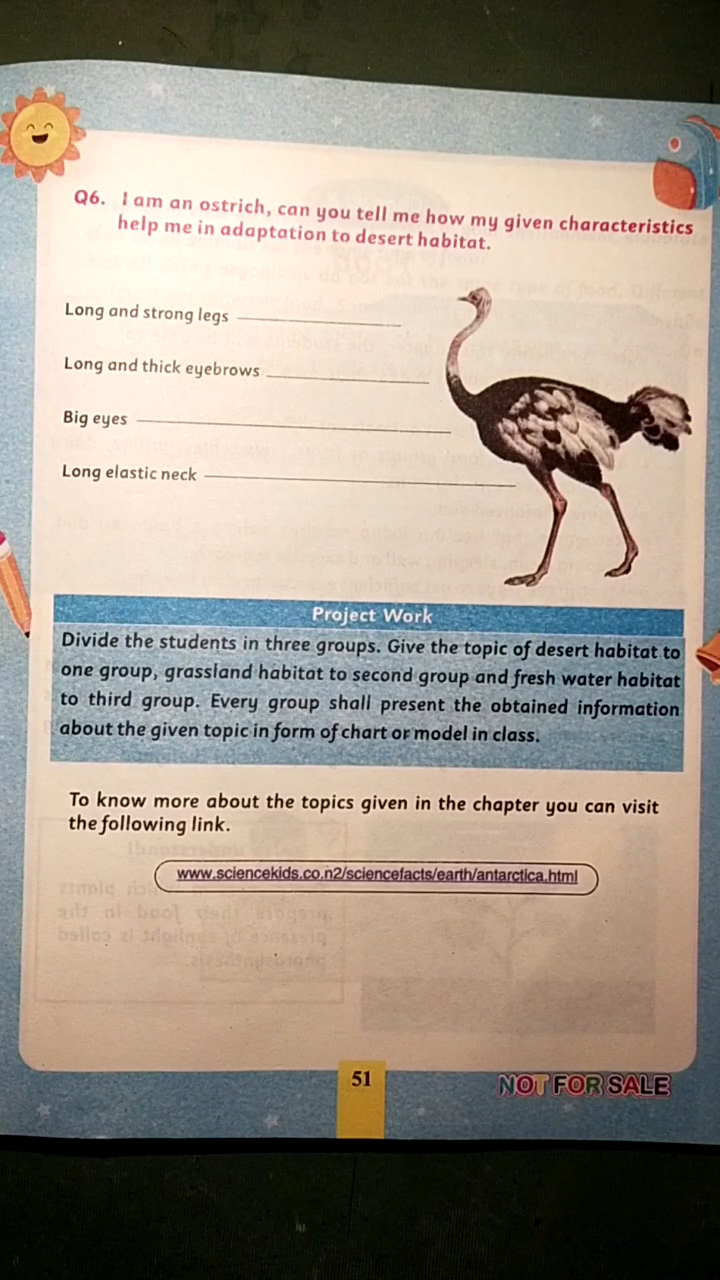 Q6. I am an ostrich, can you tell me how my given characteristics
help me in adaptation to desert habitat.
Long and strong legs
Long and thick eyebrows
Big eyes
Long elastic neck
Project Work
Divide the students in three groups. Give the topic of desert habitat to
one group, grassland habitat to second group and fresh water habitat
to third group. Every group shall present the obtained information
about the given topic in form of chart or model in class.
To know more about the topics given in the chapter you can visit
the following link.
www.sciencekids.co.n2/sciencefacts/earth/antarctica.html
51
NOT FOR SALE